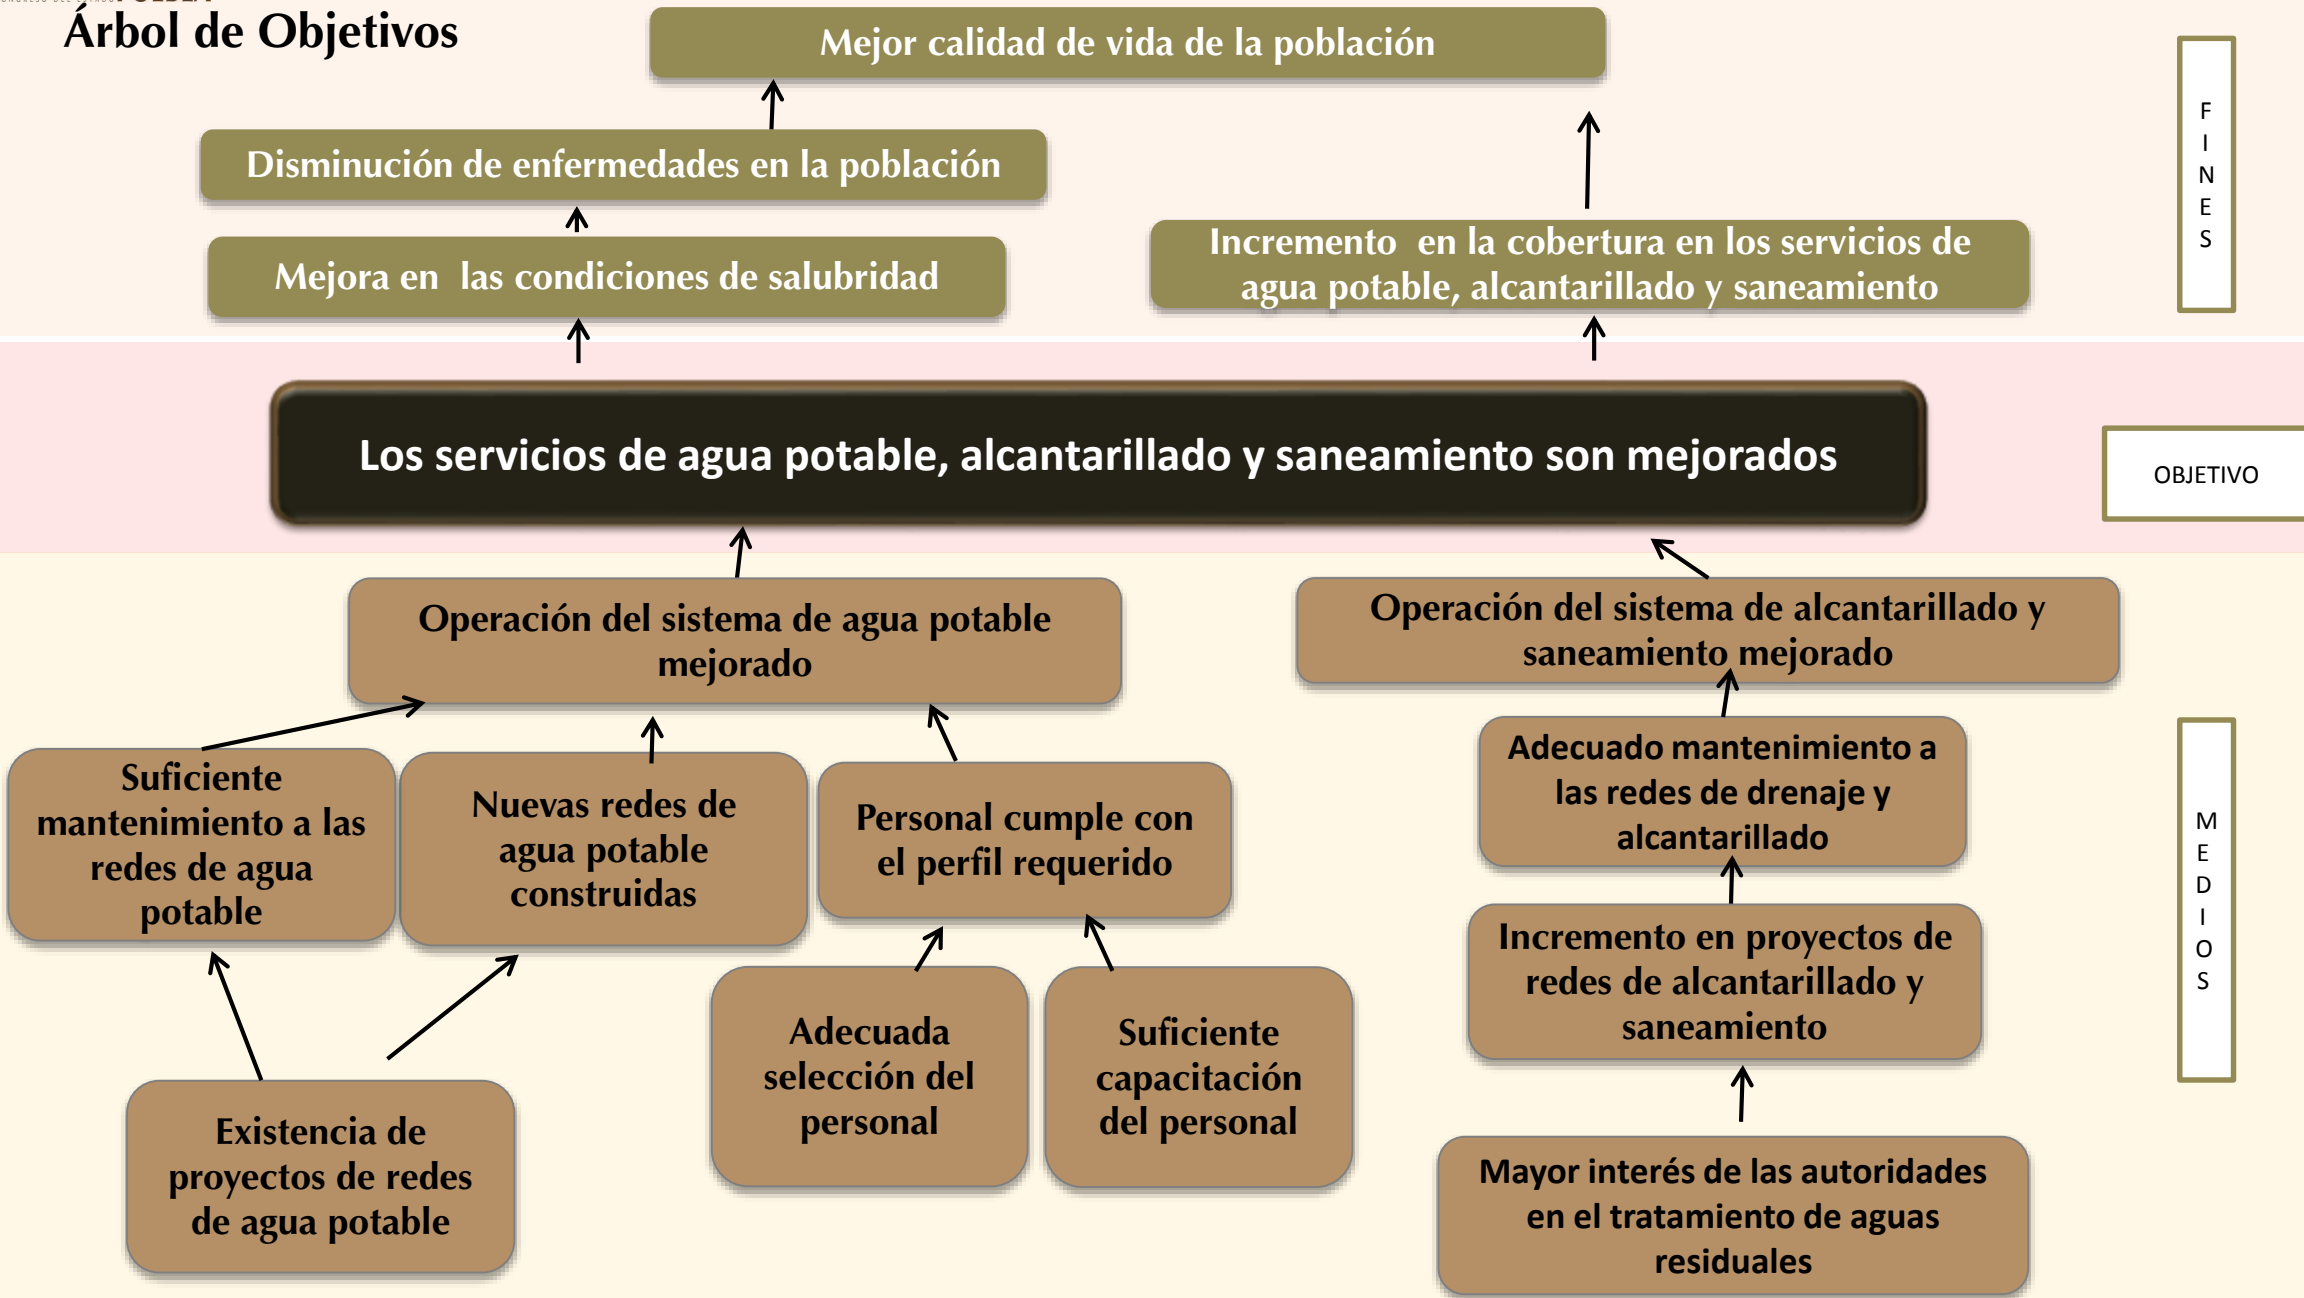 Árbol de Objetivos
Mejor calidad de vida de la población
Disminución de enfermedades en la población
Mejora en  las condiciones de salubridad
Incremento  en la cobertura en los servicios de
agua potable, alcantarillado y saneamiento
F
I
N
E
S
Los servicios de agua potable, alcantarillado y saneamiento son mejorados
OBJETIVO
Operación del sistema de agua potable
mejorado
Operación del sistema de alcantarillado y
saneamiento mejorado
Suficiente
mantenimiento a las
redes de agua
potable
Nuevas redes de
agua potable
construidas
Personal cumple con
el perfil requerido
Adecuado mantenimiento a
las redes de drenaje y
alcantarillado
Incremento en proyectos de
redes de alcantarillado y
saneamiento
M
E
D
I
O
S
Existencia de
proyectos de redes
de agua potable
Adecuada
selección del
personal
Suficiente
capacitación
del personal
Mayor interés de las autoridades
en el tratamiento de aguas
residuales